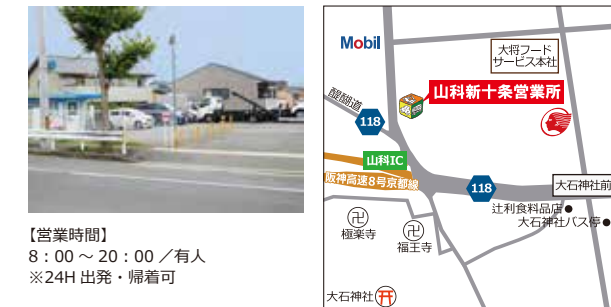 【営業時間】
8：00 ～ 20：00 ／有人
※24H 出発・帰着可
Mobil
大将フード
サービス本社
山科新十条営業所
醍醐道
118
山科IC
阪神高速8号京都線
118
大石神社前
辻利食料品店
大石神社バス停
卍
極楽寺
卍
福王寺
大石神社